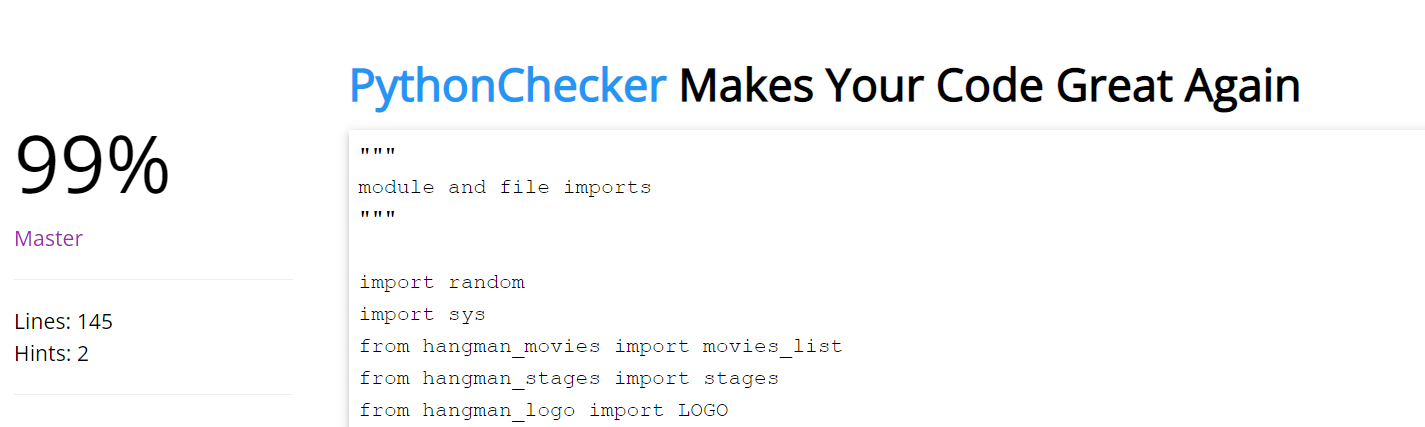 PythonChecker Makes Your Code Great Again
99%
Master
Lines: 145
Hints: 2
"""
module and file imports
"""
import random
import sys
from hangman_movies import movies_list
from hangman_stages import stages
from hangman_logo import LOGO